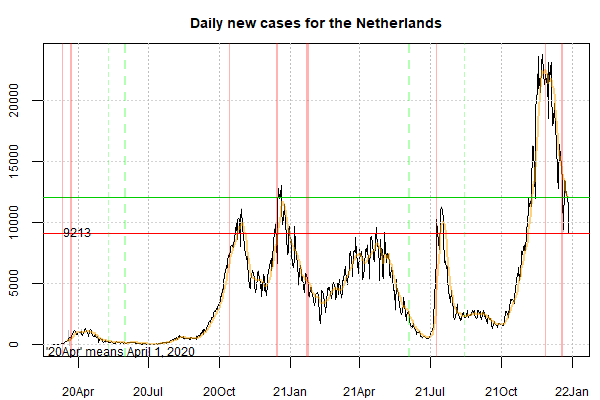 Daily new cases for the Netherlands
20000
15000
10000
9213
5000
0
'20Apr' means April 1, 2020
20Apr 20Jul 20Oct 21Jan 21Apr 21Jul 21Oct 22Jan